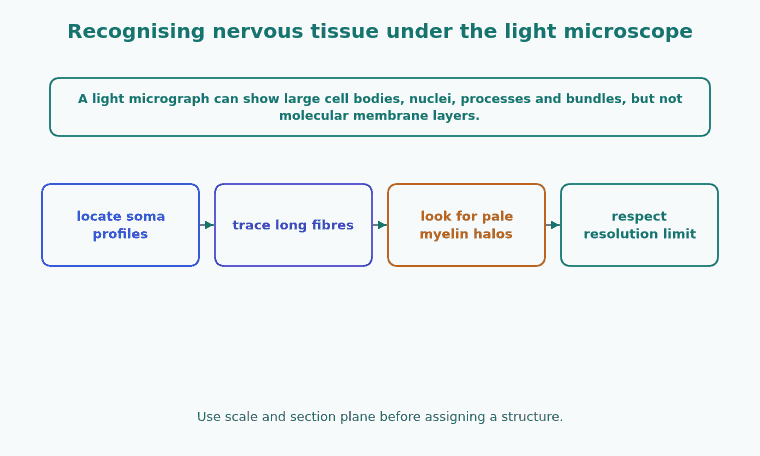 Recognising nervous tissue under the light microscope
A light micrograph can show large cell bodies, nuclei, processes and bundles, but not
molecular membrane layers.
locate soma
profiles
trace long fibres
look for pale
myelin halos
respect
resolution limit
Use scale and section plane before assigning a structure.